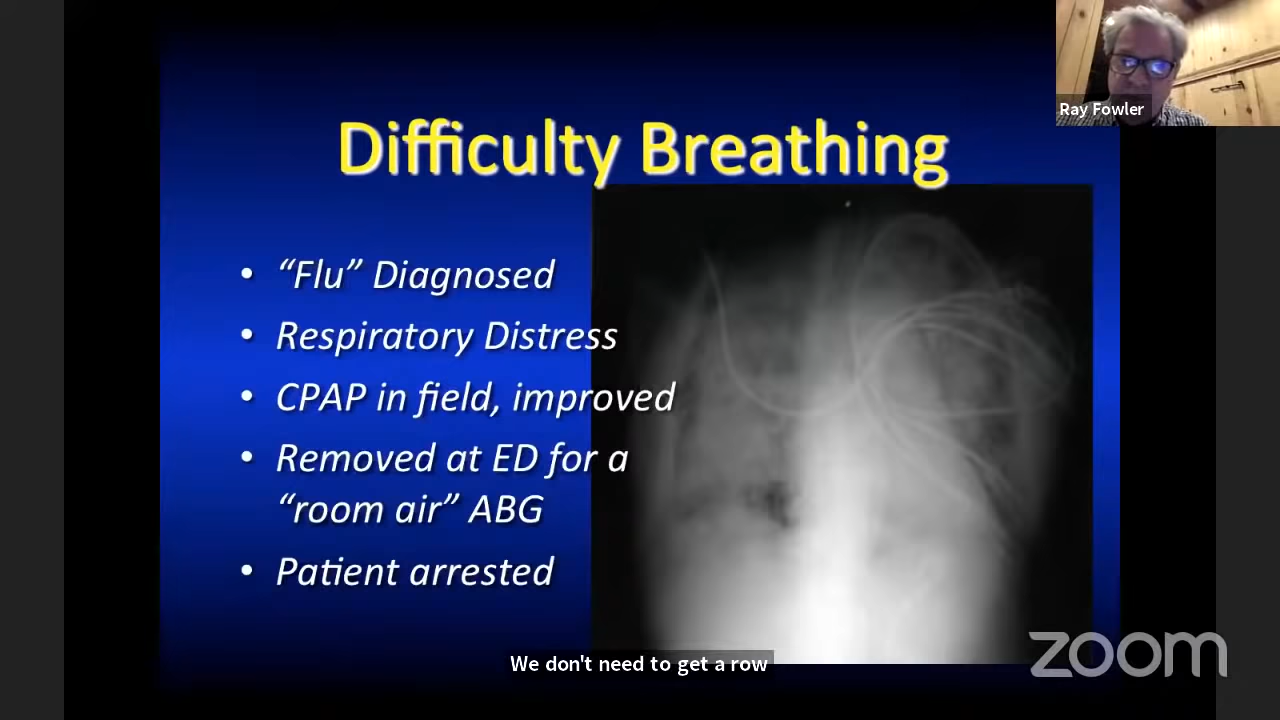 Ray Fowler
Difficulty Breathing
• “Flu” Diagnosed
• Respiratory Distress
• CPAP in field, improved
• Removed at ED for a
“room air” ABG
• Patient arrested
We don't need to get a row
zoom